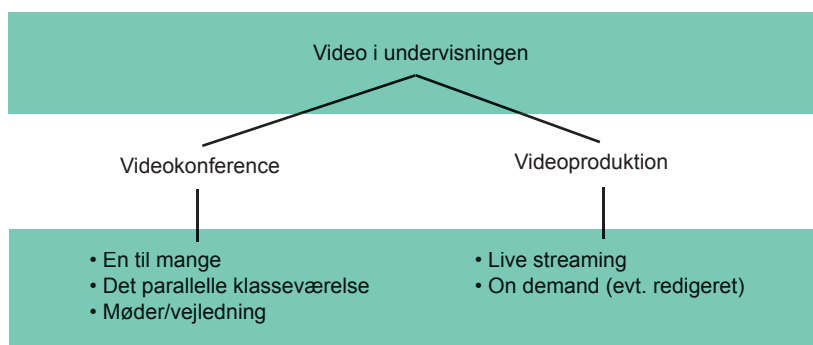 Video i undervisningen
Videokonference
Videoproduktion
• En til mange
• Det parallelle klasseværelse
• Møder/vejledning
• Live streaming
• On demand (evt. redigeret)